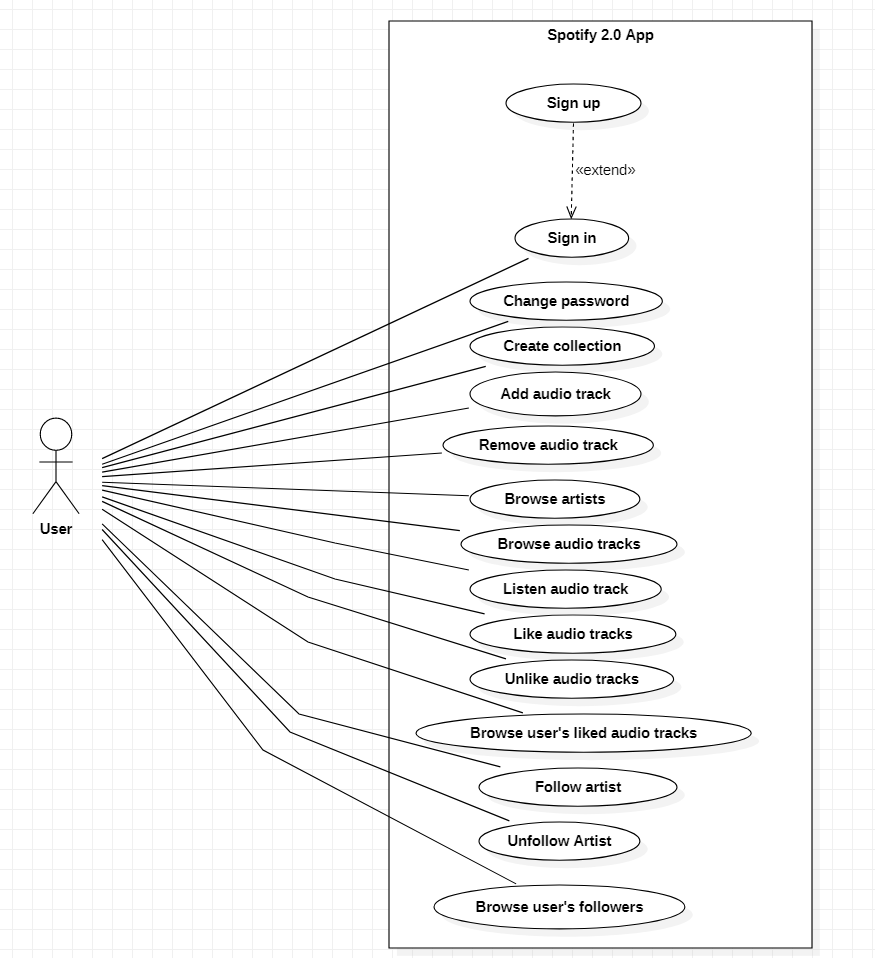 Spotify 2.0 App
Sign up
«extend»
Sign in
Change password
Create collection
Add audio track
Remove audio track
Browse artists
User
Browse audio tracks
Listen audio track
Like audio tracks
Unlike audio tracks
Browse user's liked audio tracks
Follow artist
Unfollow Artist
Browse user's followers